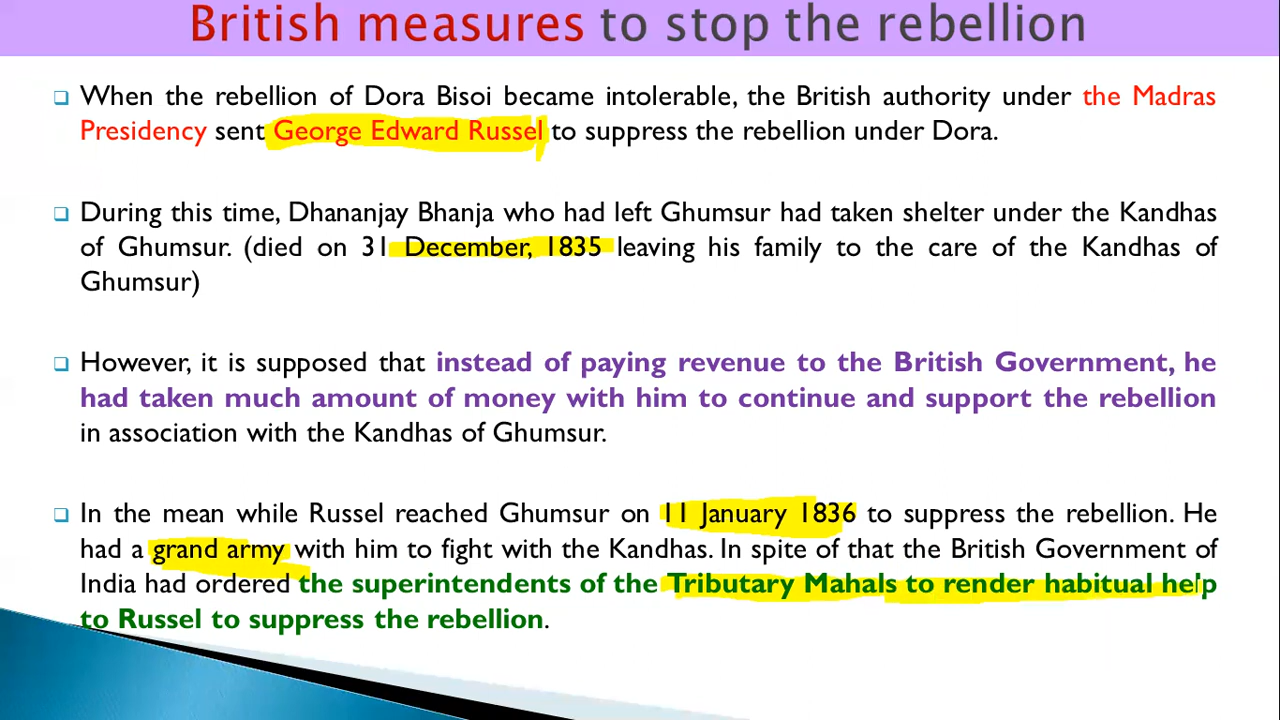 British measures to stop the rebellion
When the rebellion of Dora Bisoi became intolerable, the British authority under the Madras
Presidency sent George Edward Russel to suppress the rebellion under Dora.
During this time, Dhananjay Bhanja who had left Ghumsur had taken shelter under the Kandhas
of Ghumsur. (died on 31 December, 1835 leaving his family to the care of the Kandhas of
Ghumsur)
However, it is supposed that instead of paying revenue to the British Government, he
had taken much amount of money with him to continue and support the rebellion
in association with the Kandhas of Ghumsur.
In the mean while Russel reached Ghumsur on 11 January 1836 to suppress the rebellion. He
had a grand army with him to fight with the Kandhas. In spite of that the British Government of
India had ordered the superintendents of the Tributary Mahals to render habitual help
to Russel to suppress the rebellion.